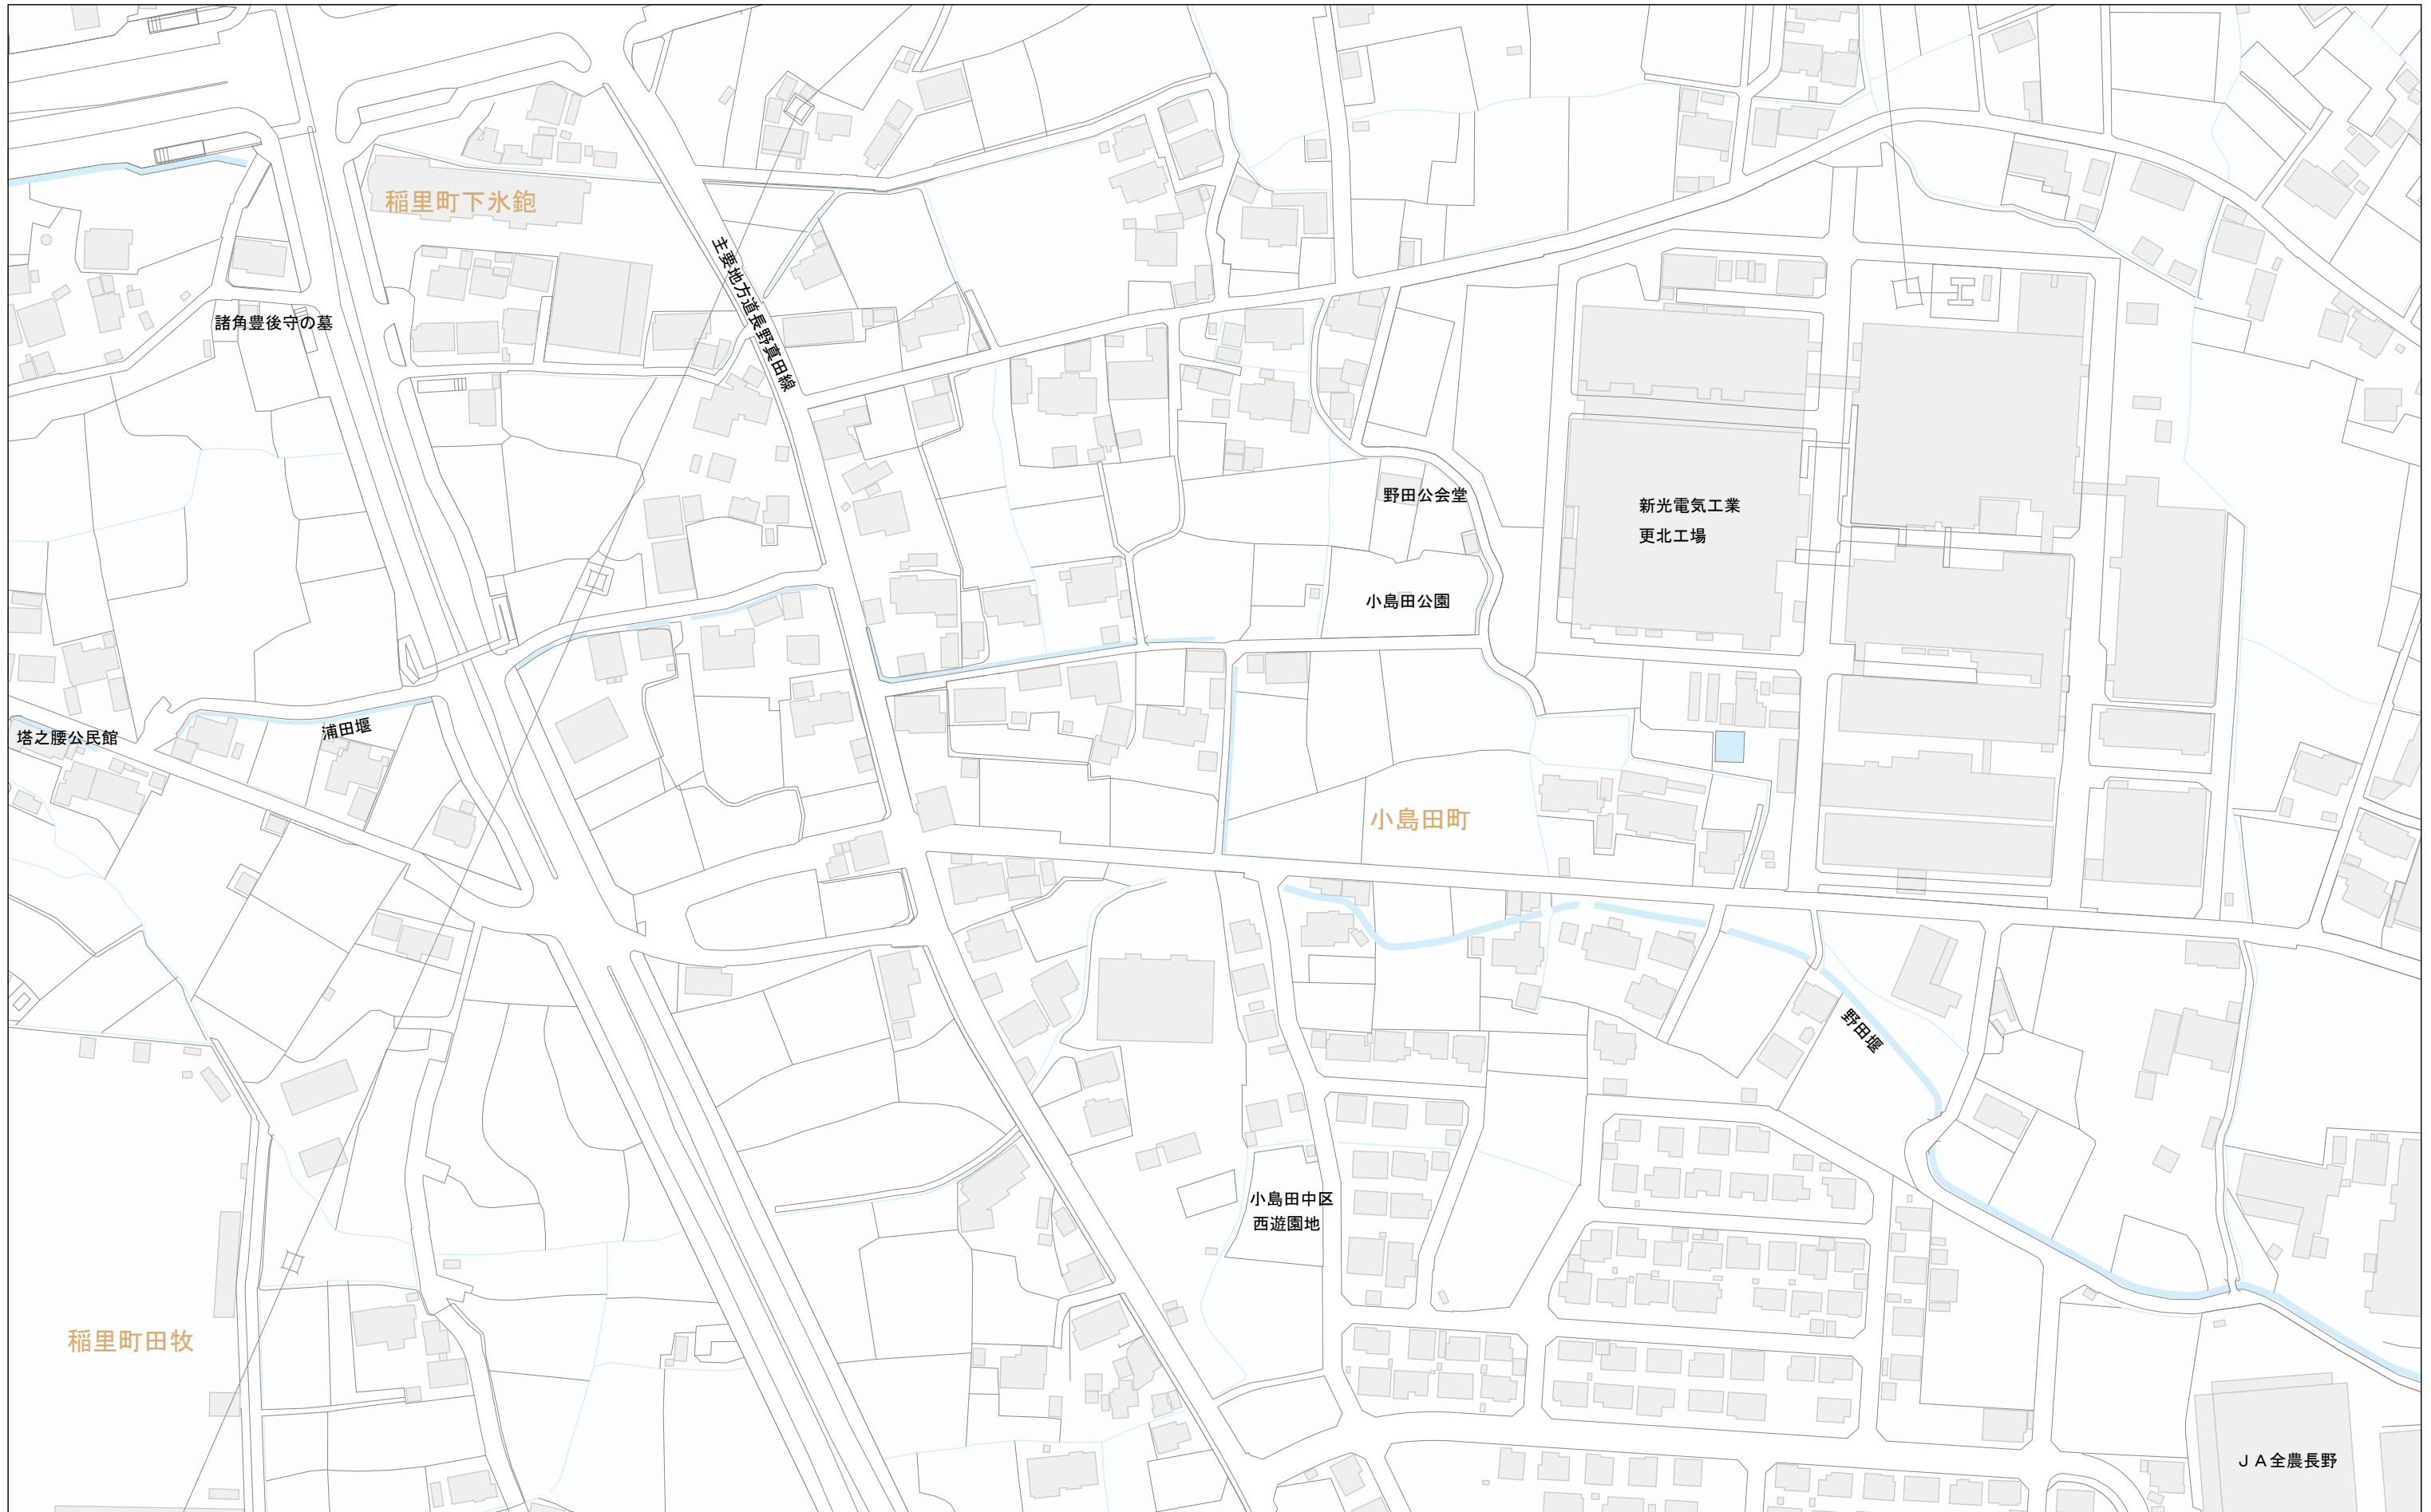 稲里町下氷鉋
主要地方道長野真田線
諸角豊後守の墓
野田公会堂
新光電気工業
更北工場
小島田公園
浦田堰
塔之腰公民館
小島田町
野田堰
小島田中区
西遊園地
稲里町田牧
JA全農長野